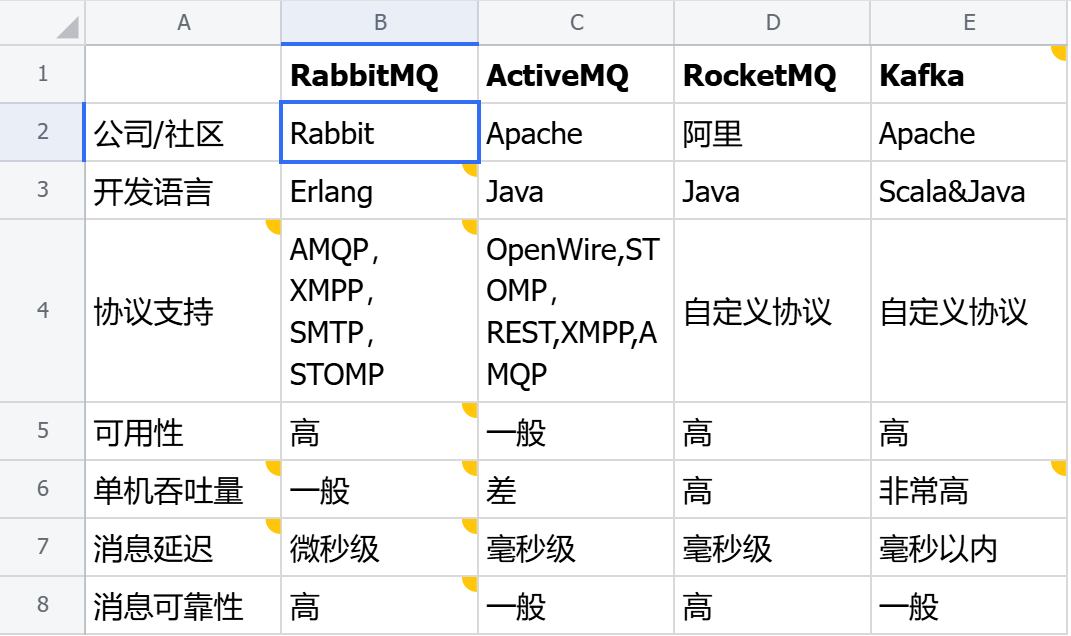 A B C D E
1 RabbitMQ ActiveMQ RocketMQ Kafka
2 公司/社区 Rabbit Apache 阿里 Apache
3 开发语言 Erlang Java Java Scala&Java
4 协议支持
AMQP，
XMPP，
SMTP，
STOMP
OpenWire,ST
OMP，
REST,XMPP,A
MQP
自定义协议
自定义协议
5 可用性 高 一般 高 高
6 单机吞吐量 一般 差 高 非常高
7 消息延迟 微秒级 毫秒级 毫秒级 毫秒以内
8 消息可靠性 高 一般 高 一般